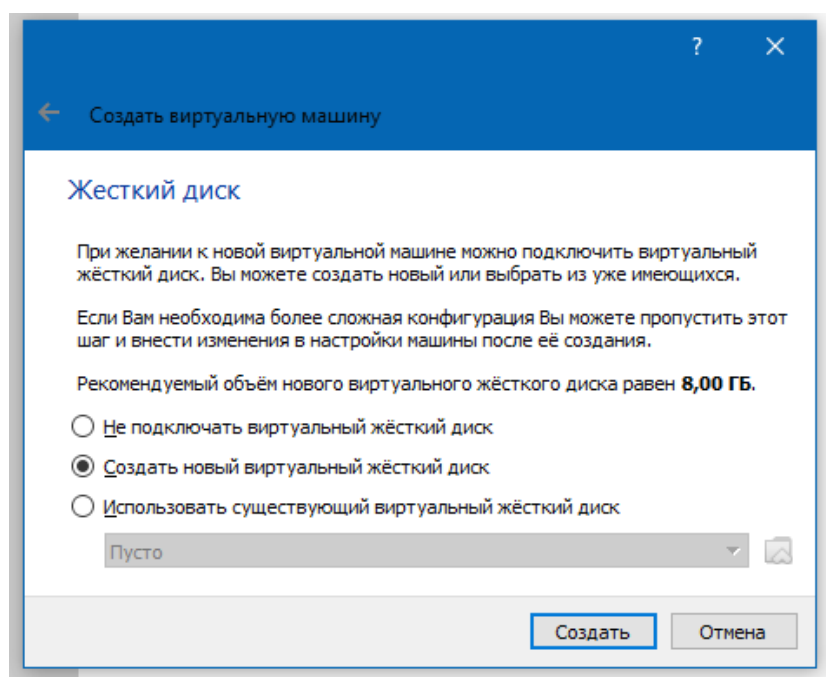 ?
Создать виртуальную машину
Жесткий диск
При желании к новой виртуальной машине можно подключить виртуальный
жёсткий диск. Вы можете создать новый или выбрать из уже имеющихся.
Если Вам необходима более сложная конфигурация Вы можете пропустить этот
шаг и внести изменения в настройки машины после её создания.
Рекомендуемый объём нового виртуального жёсткого диска равен 8,00 ГБ.
Не подключать виртуальный жёсткий диск
Создать новый виртуальный жёсткий диск
Использовать существующий виртуальный жёсткий диск
Пусто
Создать Отмена